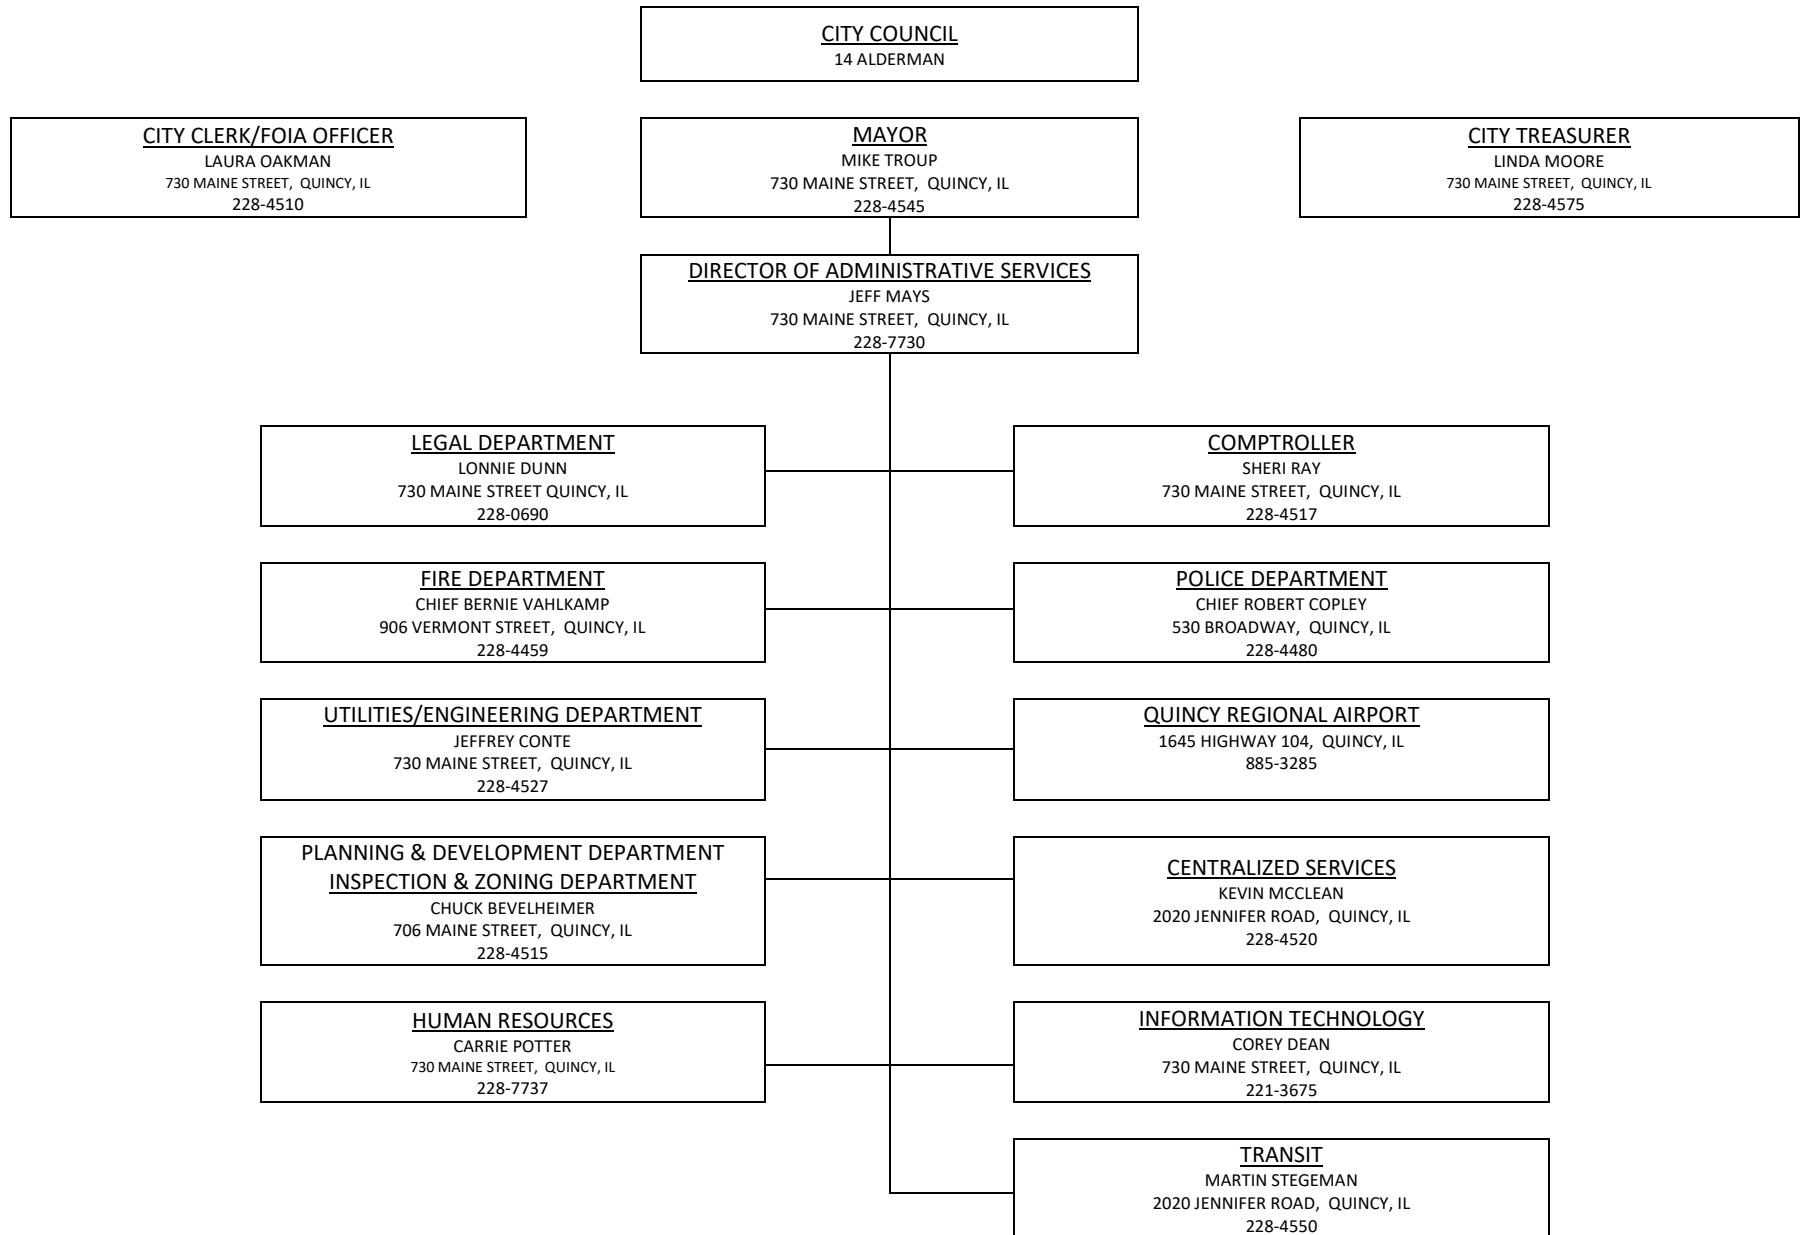 CITY COUNCIL
14 ALDERMAN
CITY CLERK/FOIA OFFICER
LAURA OAKMAN
730 MAINE STREET, QUINCY, IL
228-4510
MAYOR
MIKE TROUP
730 MAINE STREET, QUINCY, IL
228-4545
CITY TREASURER
LINDA MOORE
730 MAINE STREET, QUINCY, IL
228-4575
DIRECTOR OF ADMINISTRATIVE SERVICES
JEFF MAYS
730 MAINE STREET, QUINCY, IL
228-7730
LEGAL DEPARTMENT
LONNIE DUNN
730 MAINE STREET QUINCY, IL
228-0690
COMPTROLLER
SHERI RAY
730 MAINE STREET, QUINCY, IL
228-4517
FIRE DEPARTMENT
CHIEF BERNIE VAHLKAMP
906 VERMONT STREET, QUINCY, IL
228-4459
POLICE DEPARTMENT
CHIEF ROBERT COPLEY
530 BROADWAY, QUINCY, IL
228-4480
UTILITIES/ENGINEERING DEPARTMENT
JEFFREY CONTE
730 MAINE STREET, QUINCY, IL
228-4527
QUINCY REGIONAL AIRPORT
1645 HIGHWAY 104, QUINCY, IL
885-3285
PLANNING & DEVELOPMENT DEPARTMENT
INSPECTION & ZONING DEPARTMENT
CHUCK BEVELHEIMER
706 MAINE STREET, QUINCY, IL
228-4515
CENTRALIZED SERVICES
KEVIN MCCLEAN
2020 JENNIFER ROAD, QUINCY, IL
228-4520
HUMAN RESOURCES
CARRIE POTTER
730 MAINE STREET, QUINCY, IL
228-7737
INFORMATION TECHNOLOGY
COREY DEAN
730 MAINE STREET, QUINCY, IL
221-3675
TRANSIT
MARTIN STEGEMAN
2020 JENNIFER ROAD, QUINCY, IL
228-4550